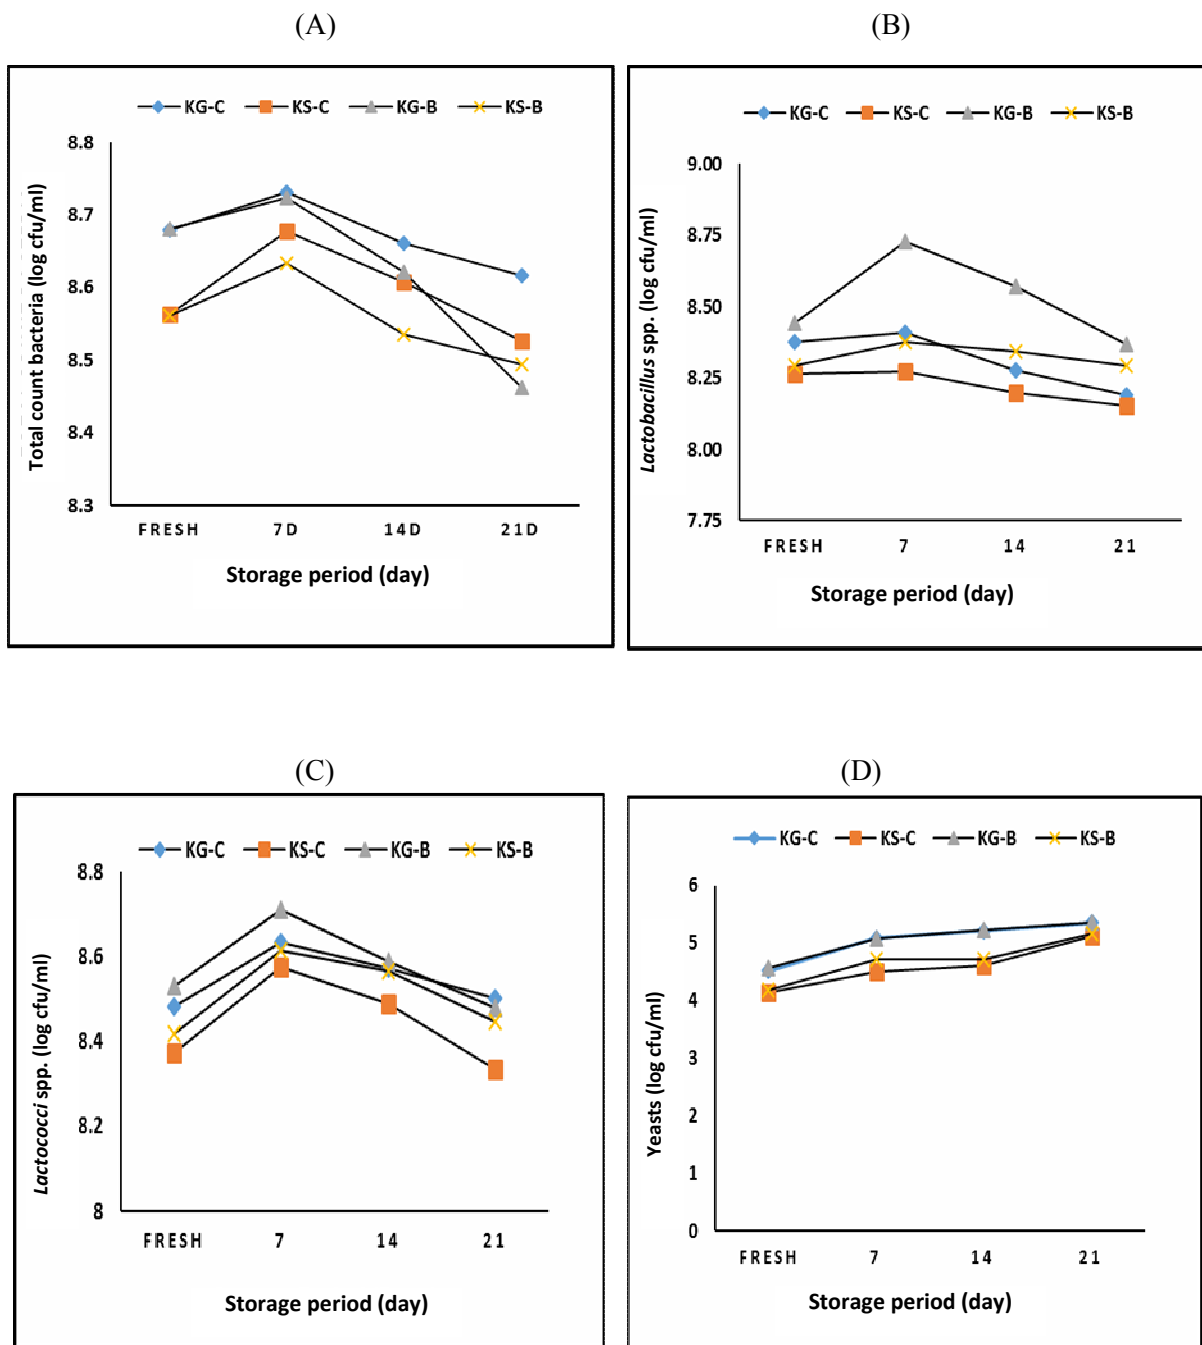 (A)
KG-C KS-C KG-B KS-B
8.8
8.7
8.6
8.5
8.4
8.3
Total count bacteria (log cfu/ml)
FRESH 7D 14D 21D
Storage period (day)
(B)
KG-C KS-C KG-B KS-B
9.00
8.75
8.50
8.25
8.00
7.75
Lactobacillus spp. (log cfu/ml)
FRESH 7 14 21
Storage period (day)
(C)
KG-C KS-C KG-B KS-B
8.8
8.6
8.4
8.2
8
Lactococci spp. (log cfu/ml)
FRESH 7 14 21
Storage period (day)
(D)
KG-C KS-C KG-B KS-B
6
5
4
3
2
1
0
Yeasts (log cfu/ml)
FRESH 7 14 21
Storage period (day)